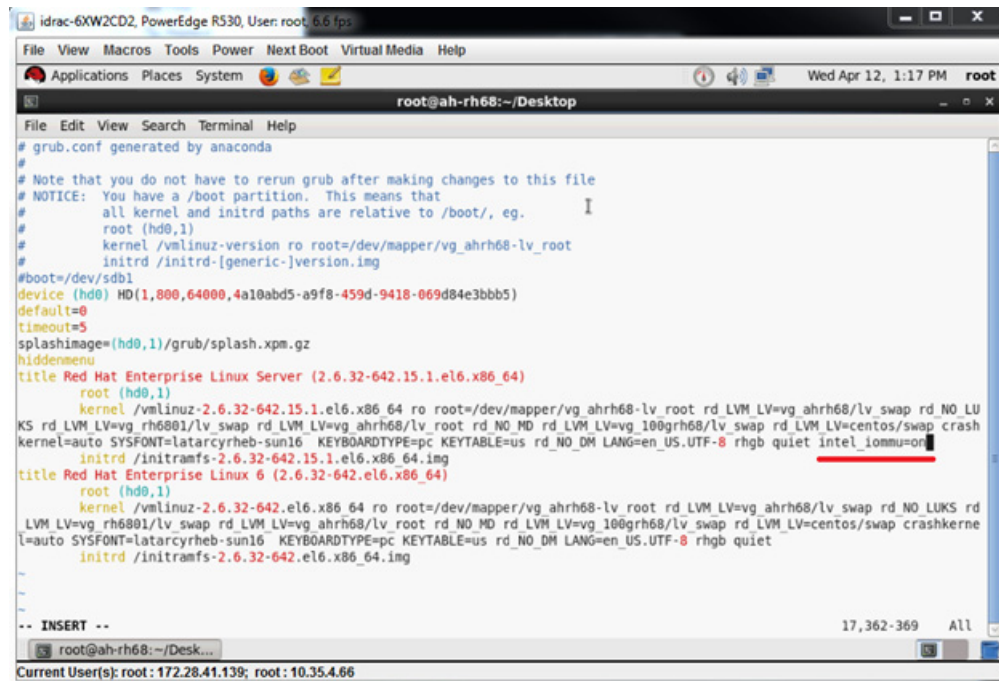 idrac-6XW2CD2, PowerEdge R530, User: root, 6.6 fps
File View Macros Tools Power Next Boot Virtual Media Help
Applications Places System Wed Apr 12, 1:17 PM root
root@ah-rh68:~/Desktop
File Edit View Search Terminal Help
# grub.conf generated by anaconda
#
# Note that you do not have to rerun grub after making changes to this file
# NOTICE:  You have a /boot partition.  This means that
#          all kernel and initrd paths are relative to /boot/, eg.
#          root (hd0,1)
#          kernel /vmlinuz-version ro root=/dev/mapper/vg_ahrh68-lv_root
#          initrd /initrd-[generic-]version.img
#boot=/dev/sdb1
device (hd0) HD(1,800,64000,4a10abd5-a9f8-459d-9418-069d84e3bbb5)
default=0
timeout=5
splashimage=(hd0,1)/grub/splash.xpm.gz
hiddenmenu
title Red Hat Enterprise Linux Server (2.6.32-642.15.1.el6.x86_64)
root (hd0,1)
kernel /vmlinuz-2.6.32-642.15.1.el6.x86_64 ro root=/dev/mapper/vg_ahrh68-lv_root rd_LVM_LV=vg_ahrh68/lv_swap rd_NO_LU
KS rd_LVM_LV=vg_rh6801/lv_swap rd_LVM_LV=vg_ahrh68/lv_root rd_NO_MD rd_LVM_LV=vg_100grh68/lv_swap rd_LVM_LV=centos/swap crash
kernel=auto SYSFONT=latarcyrheb-sun16  KEYBOARDTYPE=pc KEYTABLE=us rd_NO_DM LANG=en_US.UTF-8 rhgb quiet intel_iommu=on
initrd /initramfs-2.6.32-642.15.1.el6.x86_64.img
title Red Hat Enterprise Linux 6 (2.6.32-642.el6.x86_64)
root (hd0,1)
kernel /vmlinuz-2.6.32-642.el6.x86_64 ro root=/dev/mapper/vg_ahrh68-lv_root rd_LVM_LV=vg_ahrh68/lv_swap rd_NO_LUKS rd
_LVM_LV=vg_rh6801/lv_swap rd_LVM_LV=vg_ahrh68/lv_root rd_NO_MD rd_LVM_LV=vg_100grh68/lv_swap rd_LVM_LV=centos/swap crashkerne
l=auto SYSFONT=latarcyrheb-sun16  KEYBOARDTYPE=pc KEYTABLE=us rd_NO_DM LANG=en_US.UTF-8 rhgb quiet
initrd /initramfs-2.6.32-642.el6.x86_64.img
~
~
~
-- INSERT -- 17,362-369 All
root@ah-rh68:~/Desk...
Current User(s): root : 172.28.41.139; root : 10.35.4.66